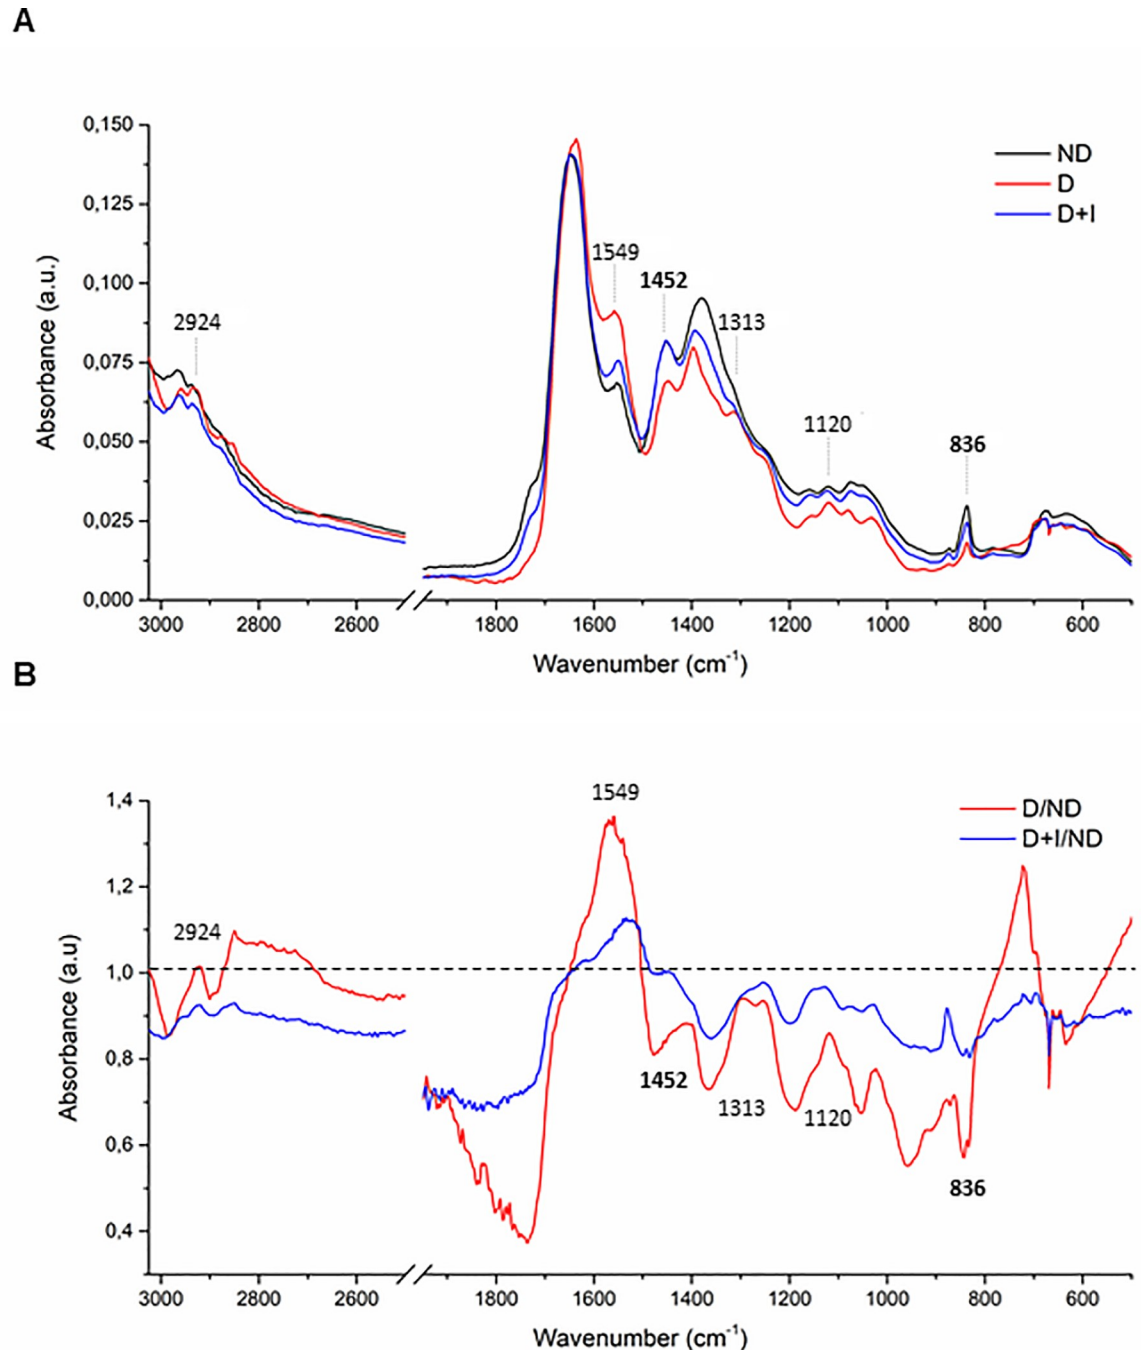 A
0,150
0,125
0,100
0,075
0,050
0,025
0,000
Absorbance (a.u.)
ND
D
D+I
2924
1549
1452
1313
1120
836
3000 2800 2600 1800 1600 1400 1200 1000 800 600
Wavenumber (cm⁻¹)
B
1,4
1,2
1,0
0,8
0,6
0,4
Absorbance (a.u)
D/ND
D+I/ND
2924
1549
1452
1313
1120
836
3000 2800 2600 1800 1600 1400 1200 1000 800 600
Wavenumber (cm⁻¹)